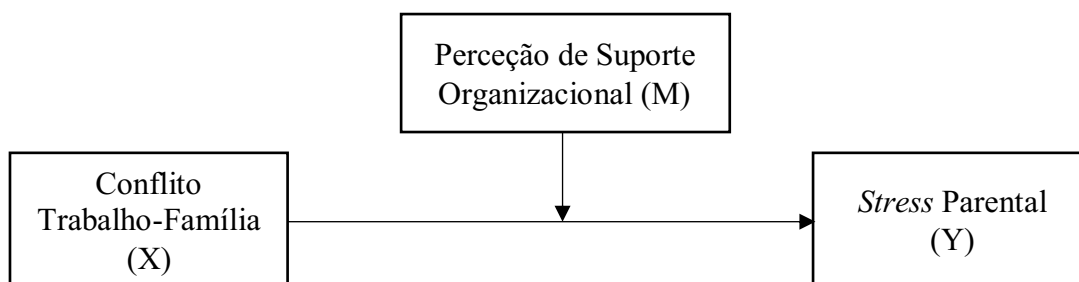 Perceção de Suporte
Organizacional (M)
Conflito
Trabalho-Família
(X)
Stress Parental
(Y)